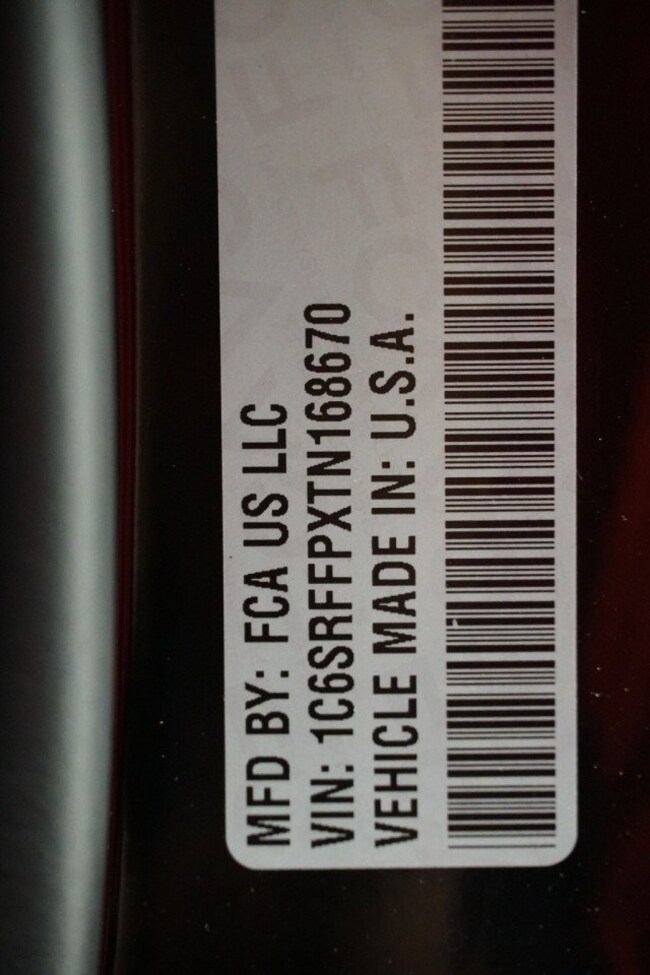 MFD BY: FCA US LLC
VIN: 1C6SRFFPXTN168670
VEHICLE MADE IN: U.S.A.